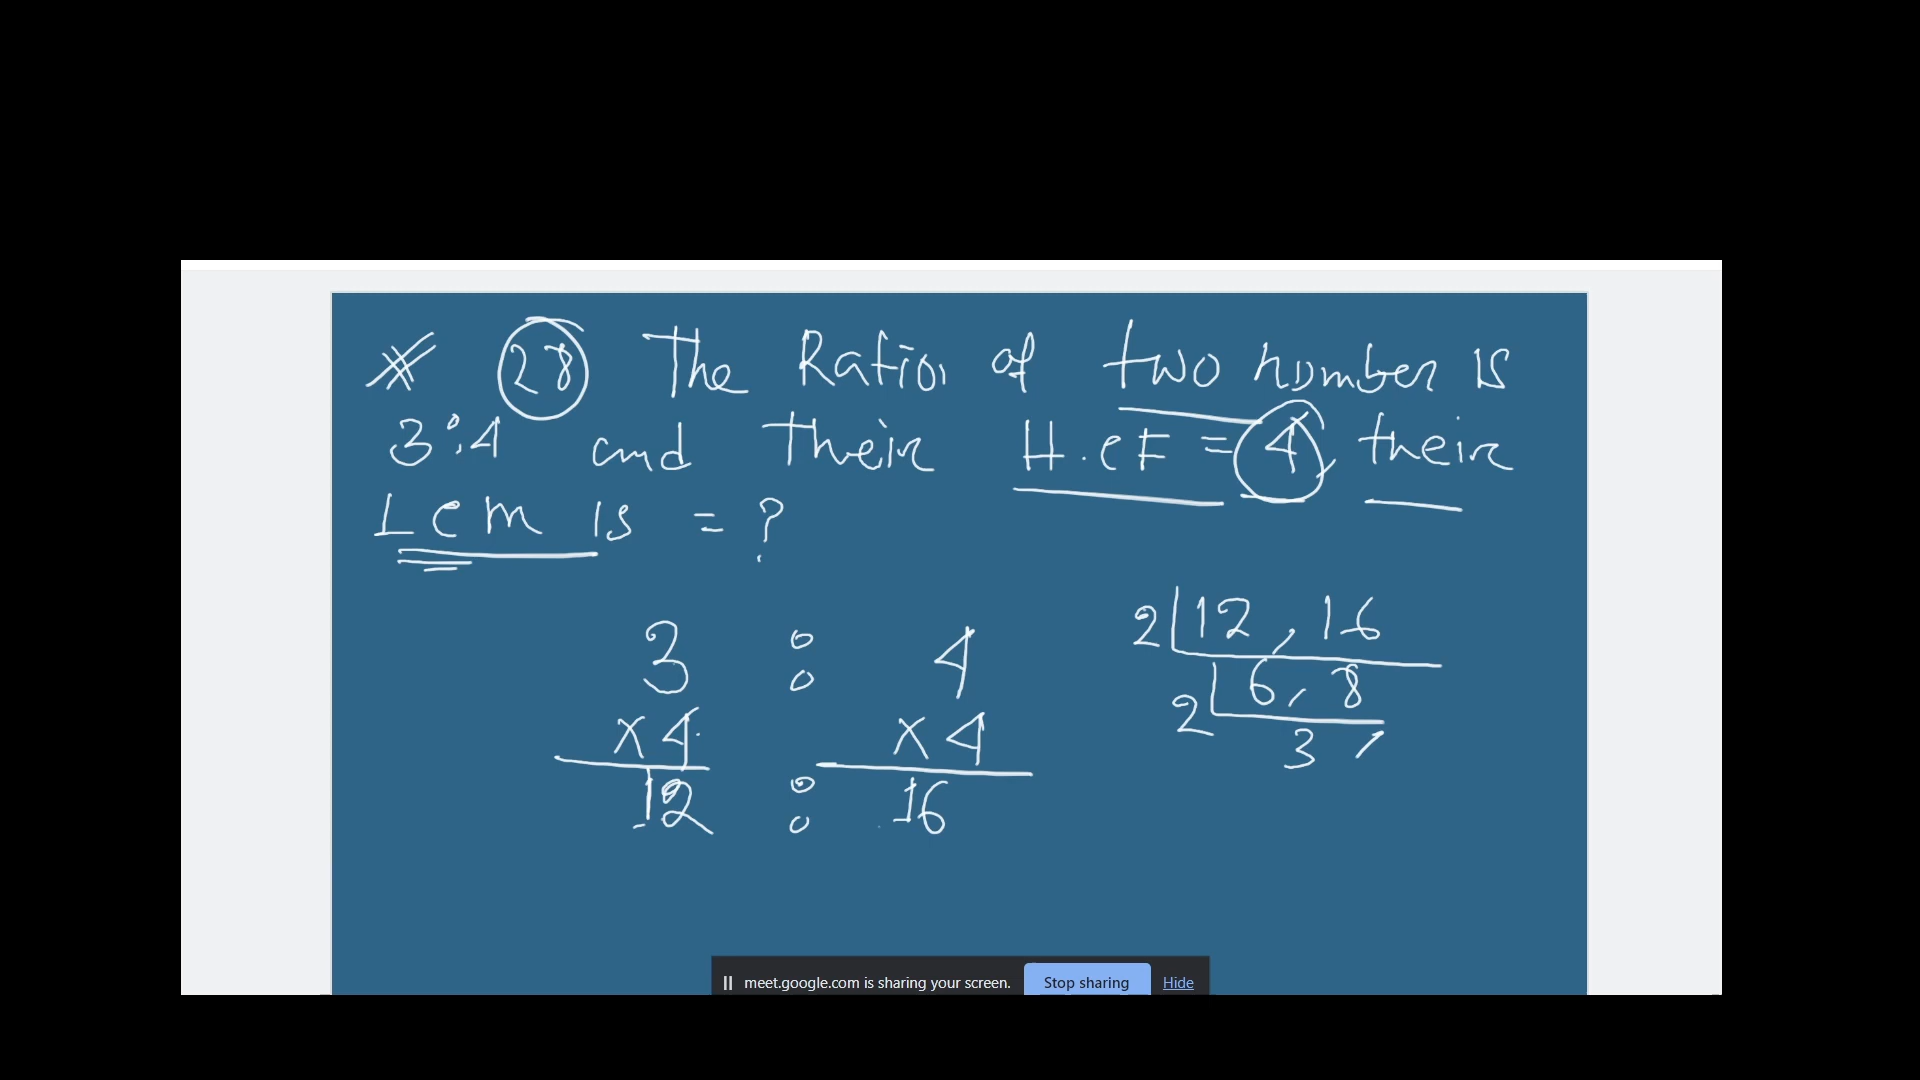 * 28 The Ratio of two number is
3:4 and their H.CF = 4, their
Lcm is = ?
3 : 4
×4 ×4
12 : 16
2 12, 16
2 6, 8
3
meet.google.com is sharing your screen. Stop sharing Hide